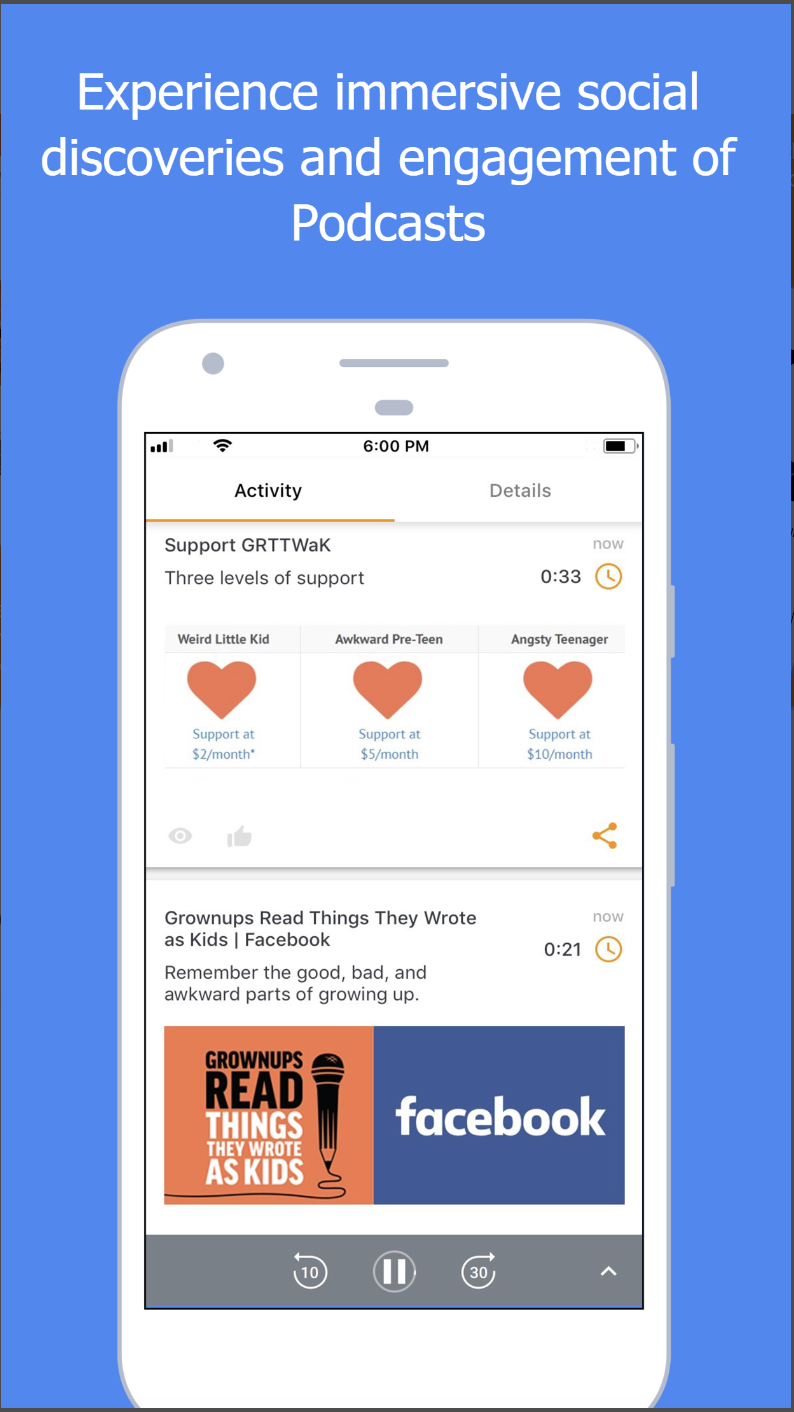 Experience immersive social
discoveries and engagement of
Podcasts
6:00 PM
Activity
Details
Support GRTTWaK
now
Three levels of support
0:33
Weird Little Kid
Awkward Pre-Teen
Angsty Teenager
Support at
$2/month*
Support at
$5/month
Support at
$10/month
Grownups Read Things They Wrote
as Kids | Facebook
now
0:21
Remember the good, bad, and
awkward parts of growing up.
GROWNUPS
READ
THINGS
THEY WROTE
AS KIDS
facebook
10
30